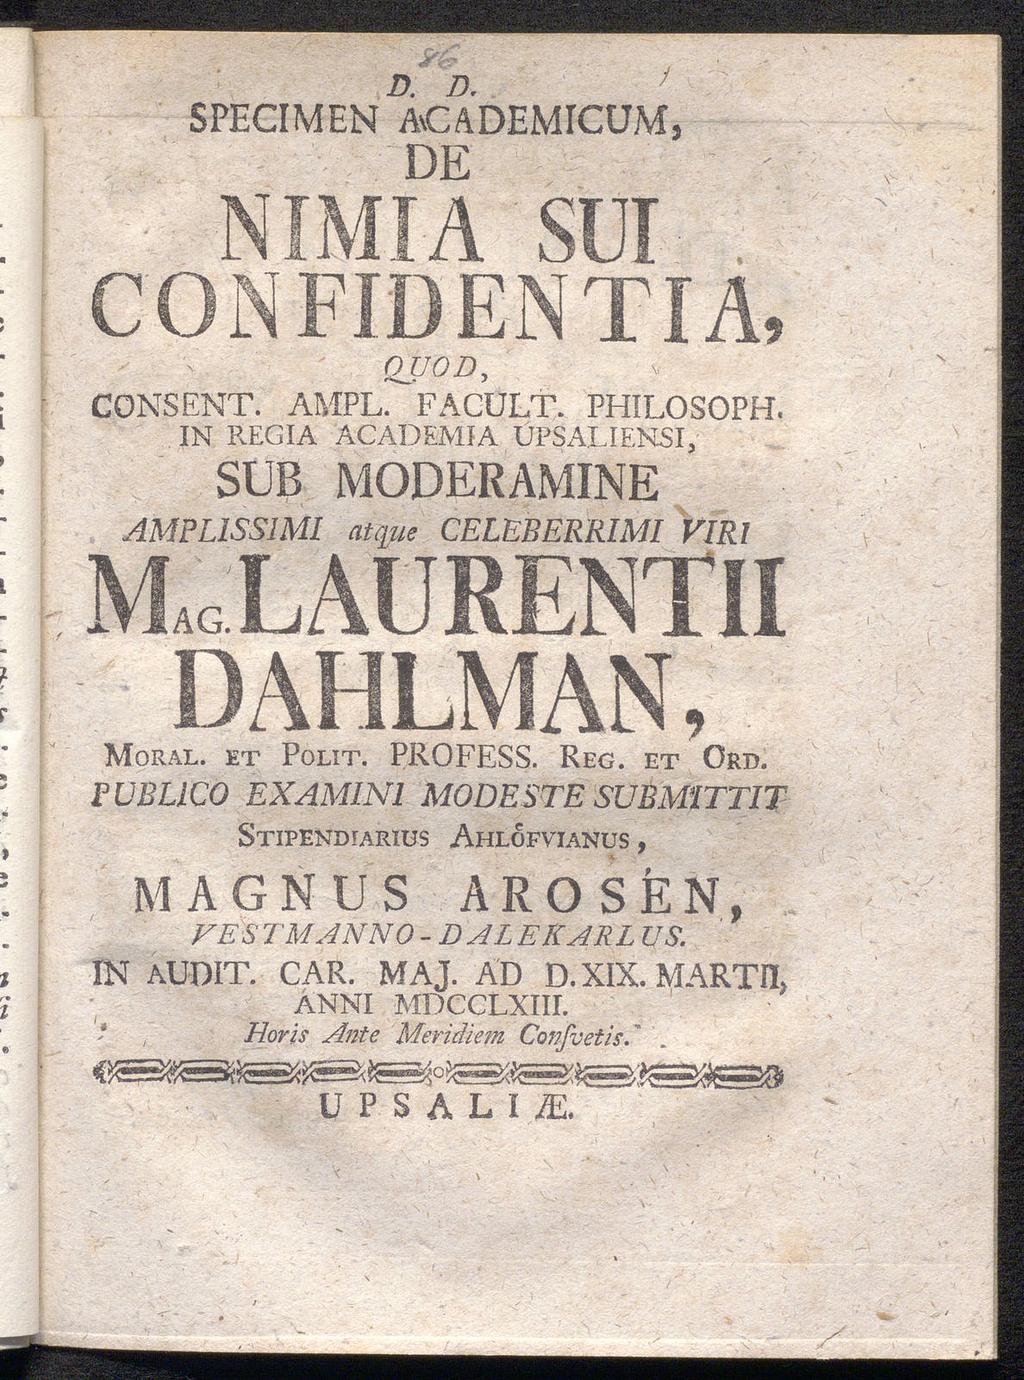 86
D. D.
SPECIMEN ACADEMICUM,
DE
NIMIA SUI
CONFIDENTIA,
QUOD,
CONSENT. AMPL. FACULT. PHILOSOPH.
IN REGIA ACADEMIA UPSALIENSI,
SUB MODERAMINE
AMPLISSIMI atque CELEBERRIMI VIRI
MAG. LAURENTII
DAHLMAN,
MORAL. ET POLIT. PROFESS. REG. ET ORD.
PUBLICO EXAMINI MODESTE SUBMITTIT
STIPENDIARIUS AHLÖFVIANUS,
MAGNUS AROSÉN,
VESTMANNO-DALEKARLUS.
IN AUDIT. CAR. MAJ. AD D. XIX. MARTII,
ANNI MDCCLXIII.
Horis Ante Meridiem Conſvetis.
UPSALIÆ.